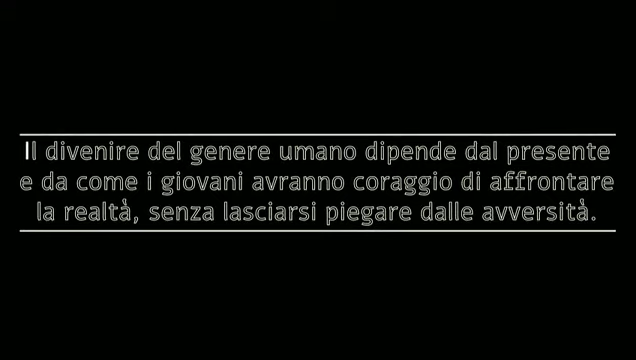 Il divenire del genere umano dipende dal presente
e da come i giovani avranno coraggio di affrontare
la realtà, senza lasciarsi piegare dalle avversità.